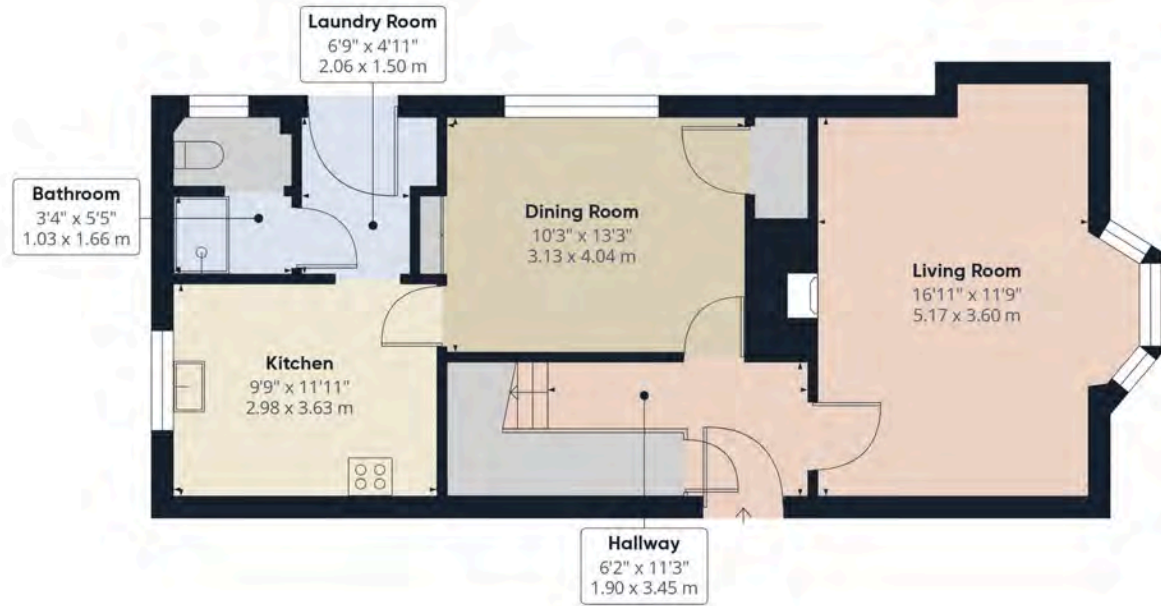 Laundry Room
6'9" x 4'11"
2.06 x 1.50 m
Bathroom
3'4" x 5'5"
1.03 x 1.66 m
Dining Room
10'3" x 13'3"
3.13 x 4.04 m
Living Room
16'11" x 11'9"
5.17 x 3.60 m
Kitchen
9'9" x 11'11"
2.98 x 3.63 m
Hallway
6'2" x 11'3"
1.90 x 3.45 m